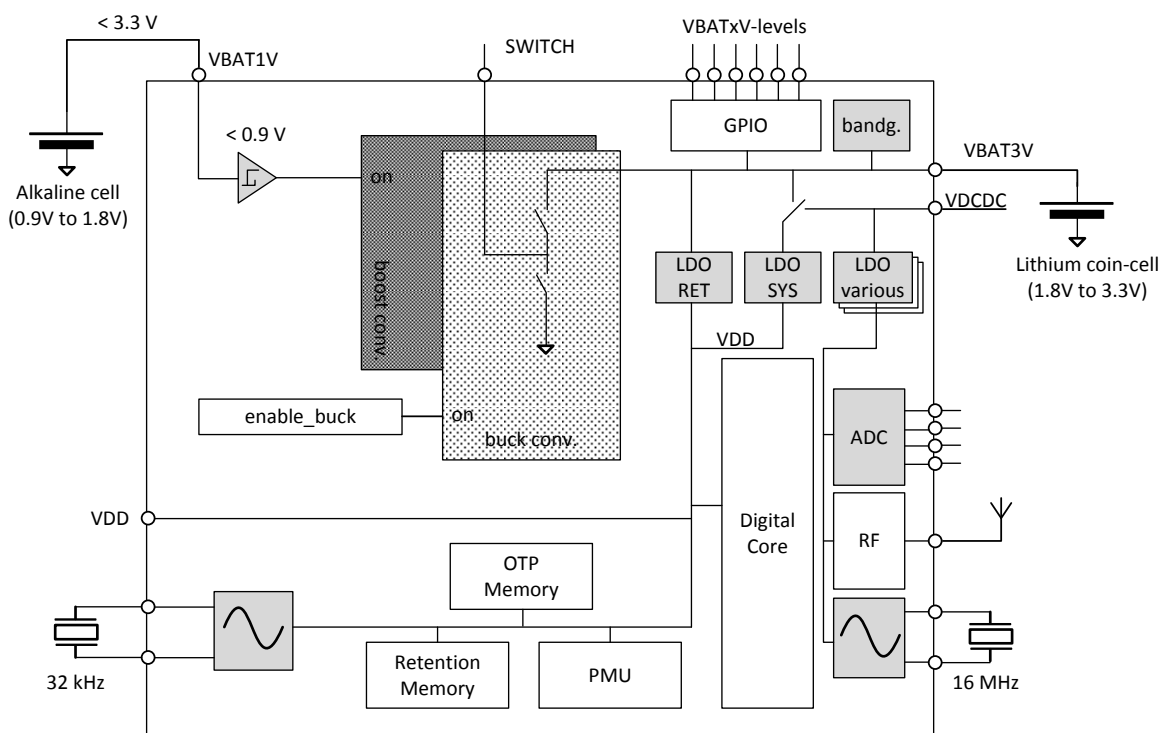 < 3.3 V
VBAT1V
SWITCH
VBATxV-levels
GPIO
bandg.
< 0.9 V
on
VBAT3V
VDCDC
Alkaline cell
(0.9V to 1.8V)
boost conv.
LDO
RET
LDO
SYS
LDO
various
Lithium coin-cell
(1.8V to 3.3V)
VDD
enable_buck
on
buck conv.
ADC
VDD
Digital
Core
RF
OTP
Memory
Retention
Memory
PMU
32 kHz
16 MHz